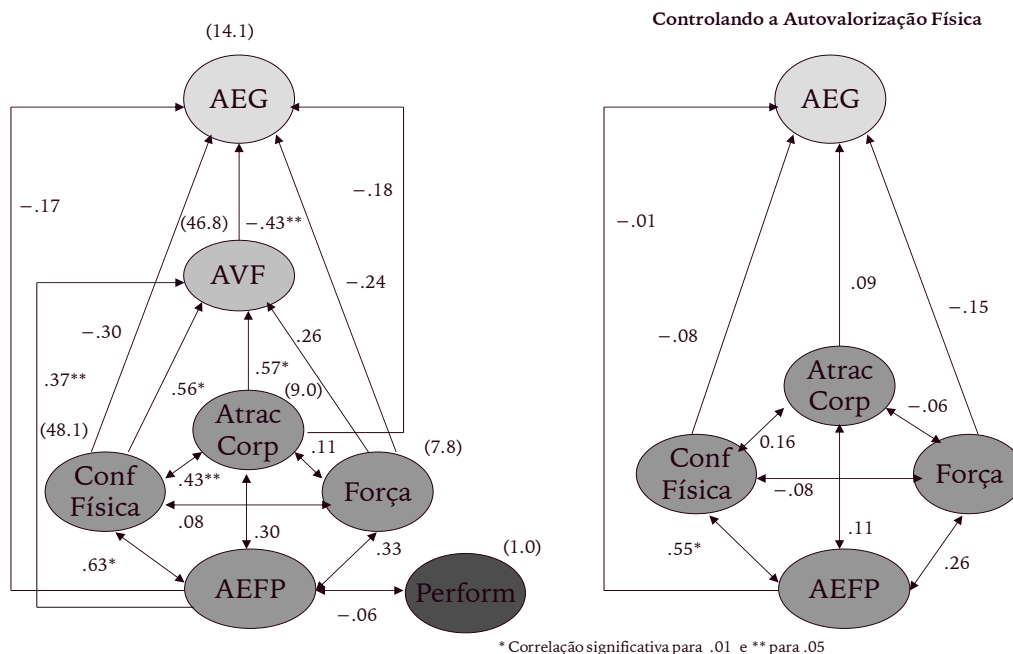 Controlando a Autovalorização Física
(14.1)
AEG
−.17
−.18
(46.8)
−.43**
AVF
−.24
−.30
.26
.37**
.56*
.57*
(9.0)
Atrac
Corp
(48.1)
.11
(7.8)
Conf
Física
.43**
Força
.08
.30
.33
.63*
(1.0)
AEFP
Perform
−.06
AEG
−.01
.09
−.15
−.08
Atrac
Corp
−.06
0.16
Conf
Física
Força
−.08
.11
.55*
.26
AEFP
* Correlação significativa para .01 e ** para .05